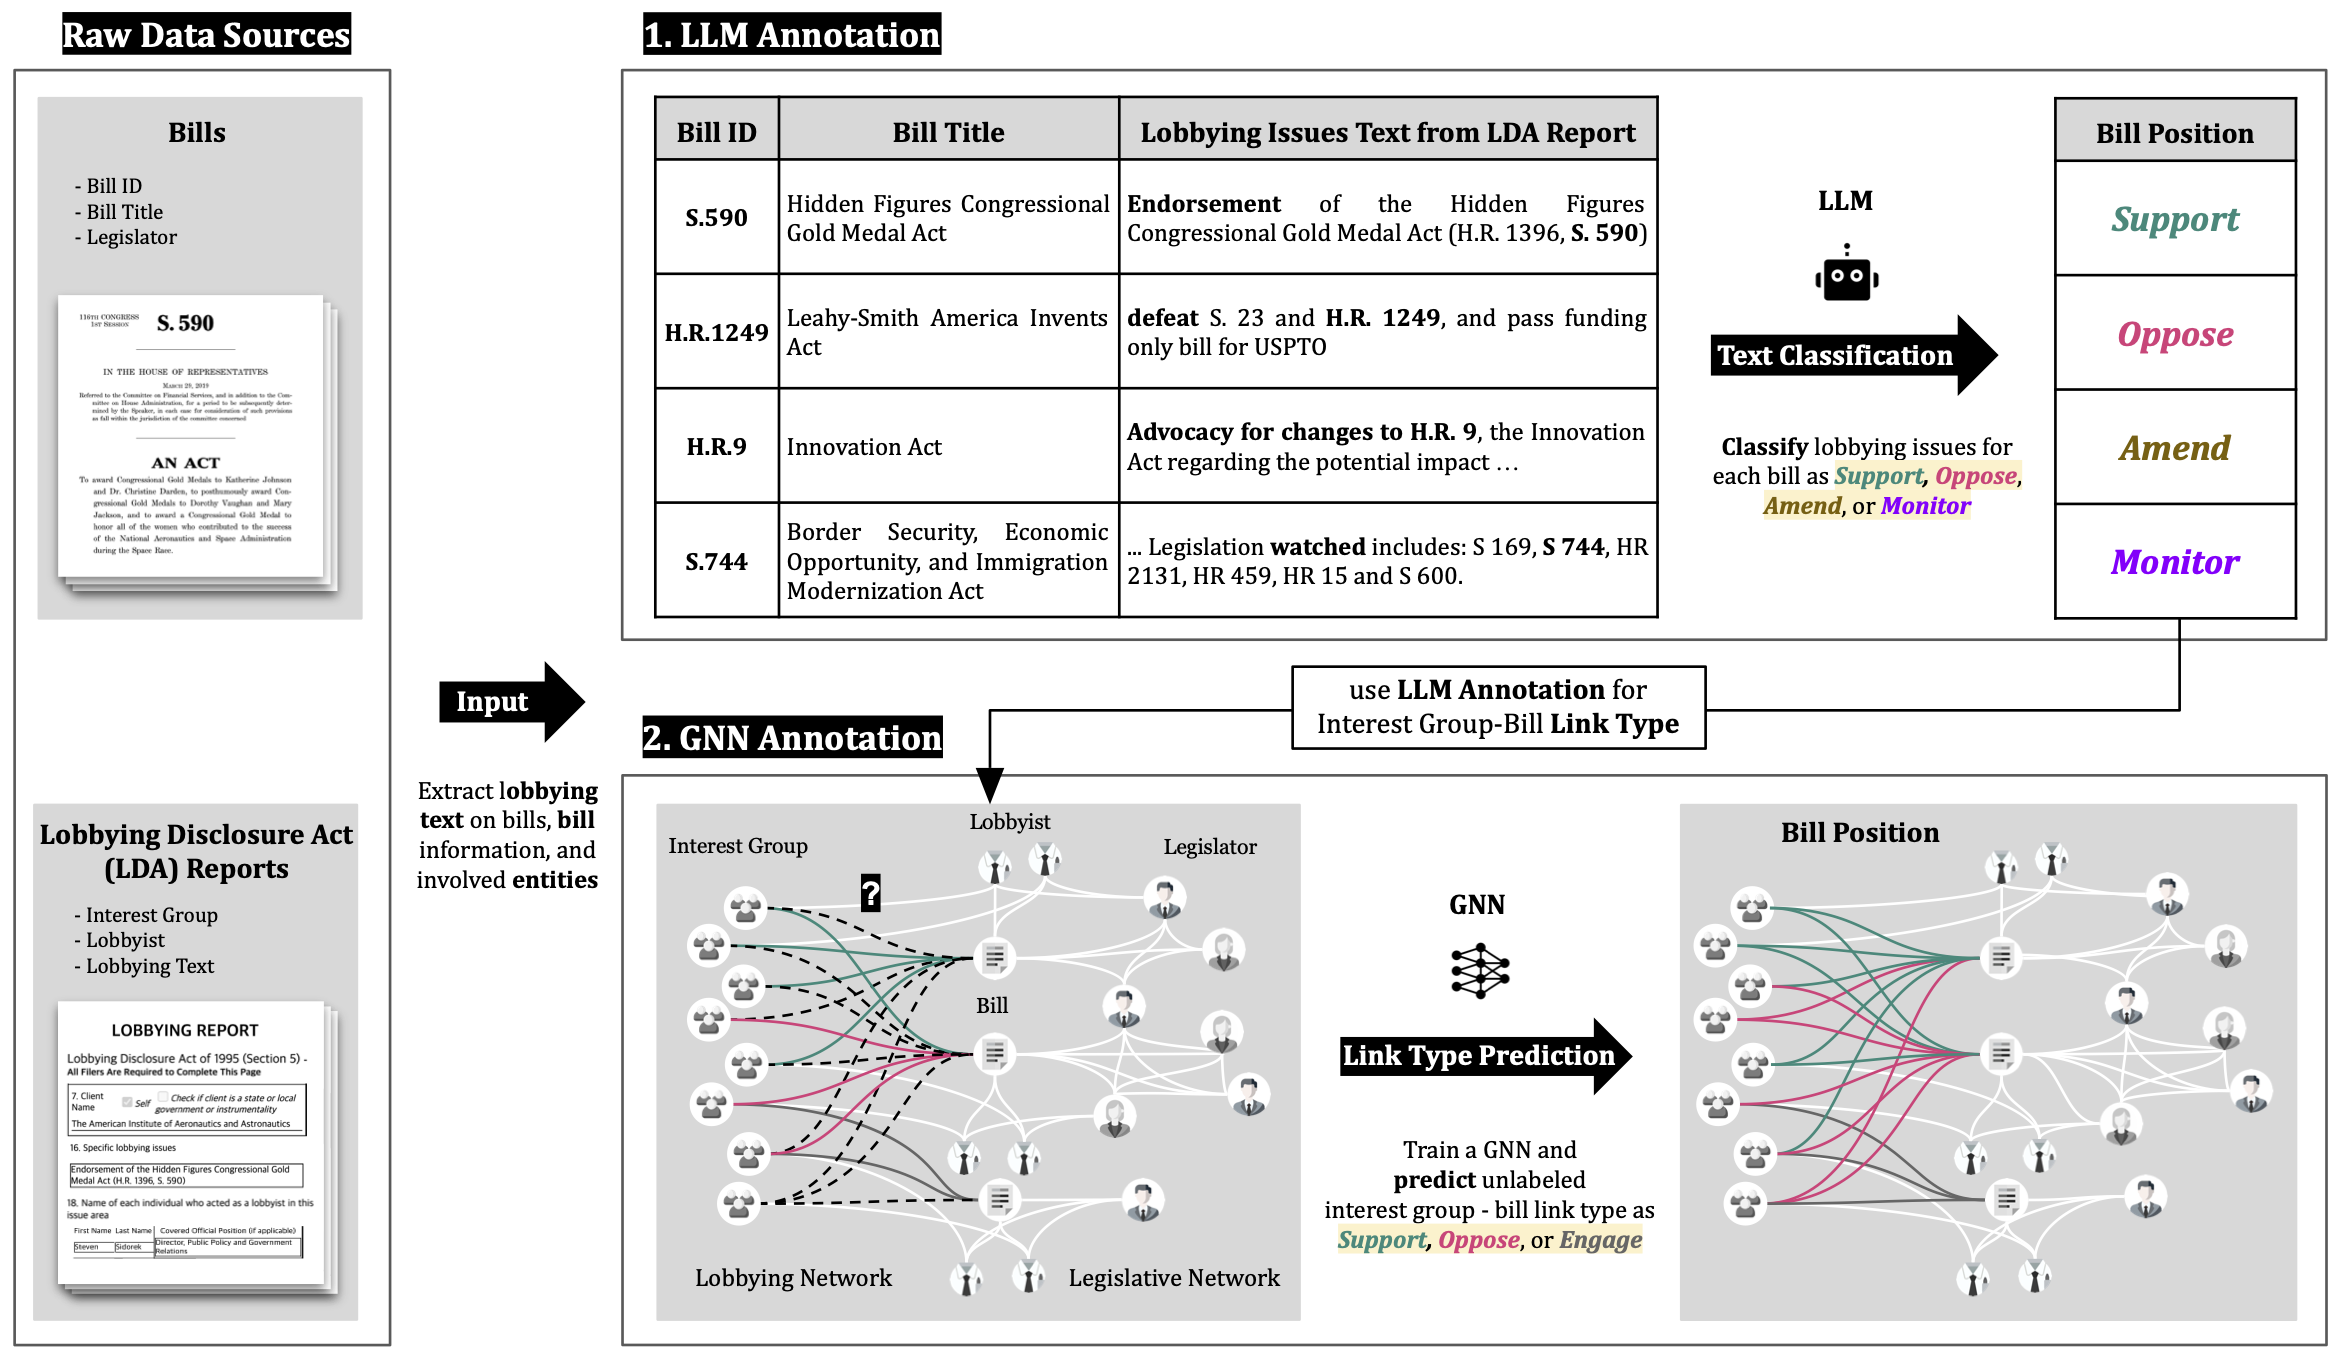 Raw Data Sources
Bills
- Bill ID
- Bill Title
- Legislator
116TH CONGRESS
1ST SESSION
S. 590
IN THE HOUSE OF REPRESENTATIVES
MARCH 29, 2019
Referred to the Committee on Financial Services, and in addition to the Com-
mittee on House Administration, for a period to be subsequently deter-
mined by the Speaker, in each case for consideration of such provisions
as fall within the jurisdiction of the committee concerned
AN ACT
To award Congressional Gold Medals to Katherine Johnson
and Dr. Christine Darden, to posthumously award Con-
gressional Gold Medals to Dorothy Vaughan and Mary
Jackson, and to award a Congressional Gold Medal to
honor all of the women who contributed to the success
of the National Aeronautics and Space Administration
during the Space Race.
Lobbying Disclosure Act
(LDA) Reports
- Interest Group
- Lobbyist
- Lobbying Text
LOBBYING REPORT
Lobbying Disclosure Act of 1995 (Section 5) -
All Filers Are Required to Complete This Page
7. Client
Name
Self
Check if client is a state or local
government or instrumentality
The American Institute of Aeronautics and Astronautics
16. Specific lobbying issues
Endorsement of the Hidden Figures Congressional Gold
Medal Act (H.R. 1396, S. 590)
18. Name of each individual who acted as a lobbyist in this
issue area
First Name Last Name Covered Official Position (if applicable)
Steven Sidorek Director, Public Policy and Government
Relations
Input
Extract lobbying
text on bills, bill
information, and
involved entities
1. LLM Annotation
Bill ID Bill Title Lobbying Issues Text from LDA Report
S.590
Hidden Figures Congressional
Gold Medal Act
Endorsement of the Hidden Figures
Congressional Gold Medal Act (H.R. 1396, S. 590)
H.R.1249
Leahy-Smith America Invents
Act
defeat S. 23 and H.R. 1249, and pass funding
only bill for USPTO
H.R.9
Innovation Act
Advocacy for changes to H.R. 9, the Innovation
Act regarding the potential impact …
S.744
Border Security, Economic
Opportunity, and Immigration
Modernization Act
... Legislation watched includes: S 169, S 744, HR
2131, HR 459, HR 15 and S 600.
LLM
Text Classification
Classify lobbying issues for
each bill as Support, Oppose,
Amend, or Monitor
Bill Position
Support
Oppose
Amend
Monitor
use LLM Annotation for
Interest Group-Bill Link Type
2. GNN Annotation
Lobbyist
Interest Group
Legislator
?
Bill
Lobbying Network
Legislative Network
GNN
Link Type Prediction
Train a GNN and
predict unlabeled
interest group - bill link type as
Support, Oppose, or Engage
Bill Position